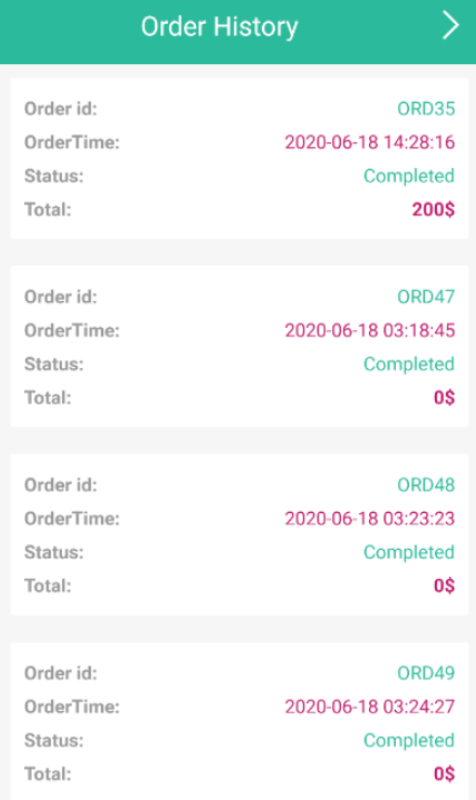 Order History
Order id: ORD35
OrderTime: 2020-06-18 14:28:16
Status: Completed
Total: 200$
Order id: ORD47
OrderTime: 2020-06-18 03:18:45
Status: Completed
Total: 0$
Order id: ORD48
OrderTime: 2020-06-18 03:23:23
Status: Completed
Total: 0$
Order id: ORD49
OrderTime: 2020-06-18 03:24:27
Status: Completed
Total: 0$